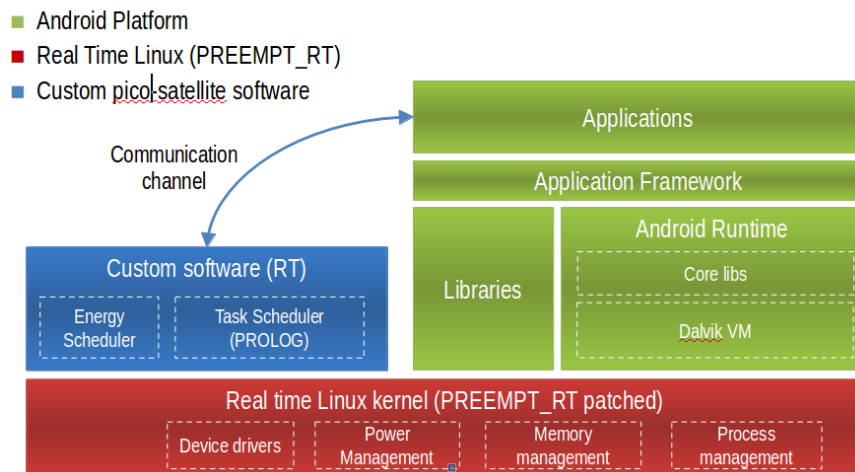 Android Platform
Real Time Linux (PREEMPT_RT)
Custom pico-satellite software
Communication
channel
Applications
Application Framework
Libraries
Android Runtime
Core libs
Dalvik VM
Custom software (RT)
Energy
Scheduler
Task Scheduler
(PROLOG)
Real time Linux kernel (PREEMPT_RT patched)
Device drivers
Power
Management
Memory
management
Process
management